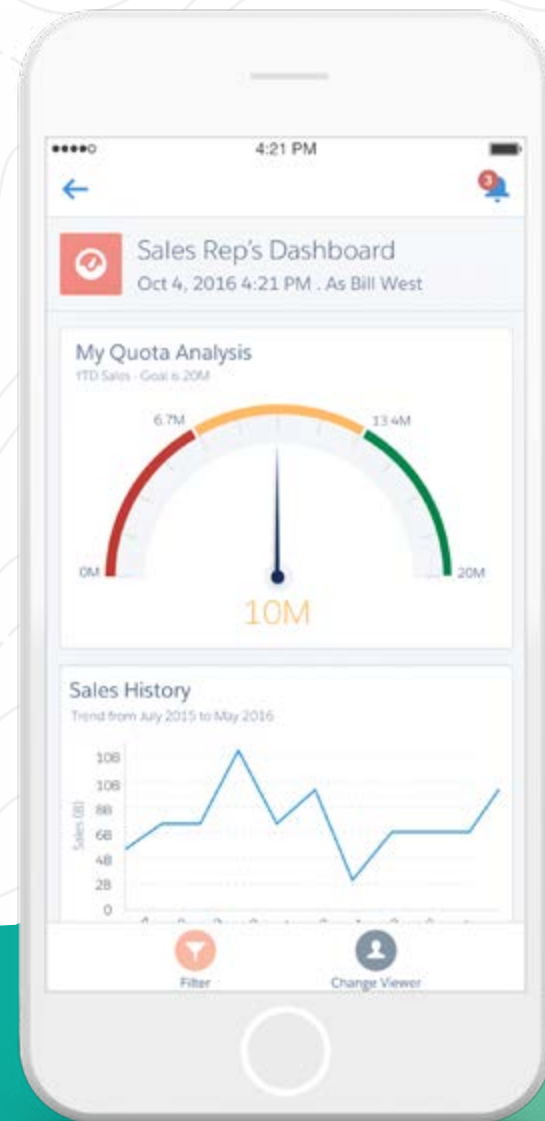 4:21 PM
3
Sales Rep's Dashboard
Oct 4, 2016 4:21 PM . As Bill West
My Quota Analysis
YTD Sales - Goal is 20M
6.7M
13.4M
0M
20M
10M
Sales History
Trend from July 2015 to May 2016
10B
10B
8B
6B
4B
2B
0
Sales (B)
Filter
Change Viewer